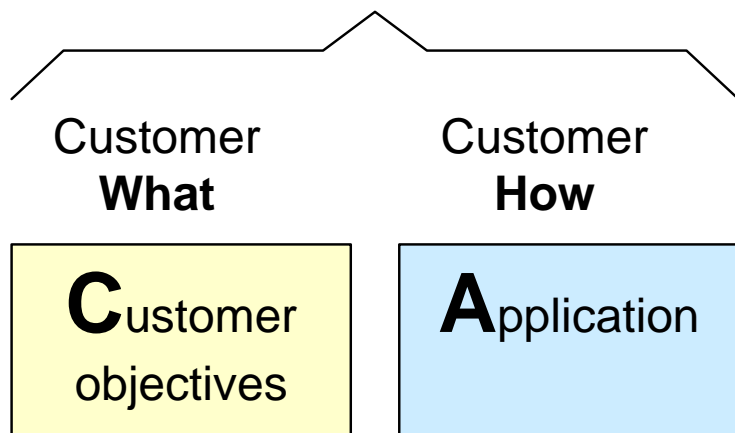 Customer
What
Customer
How
Customer
objectives
Application